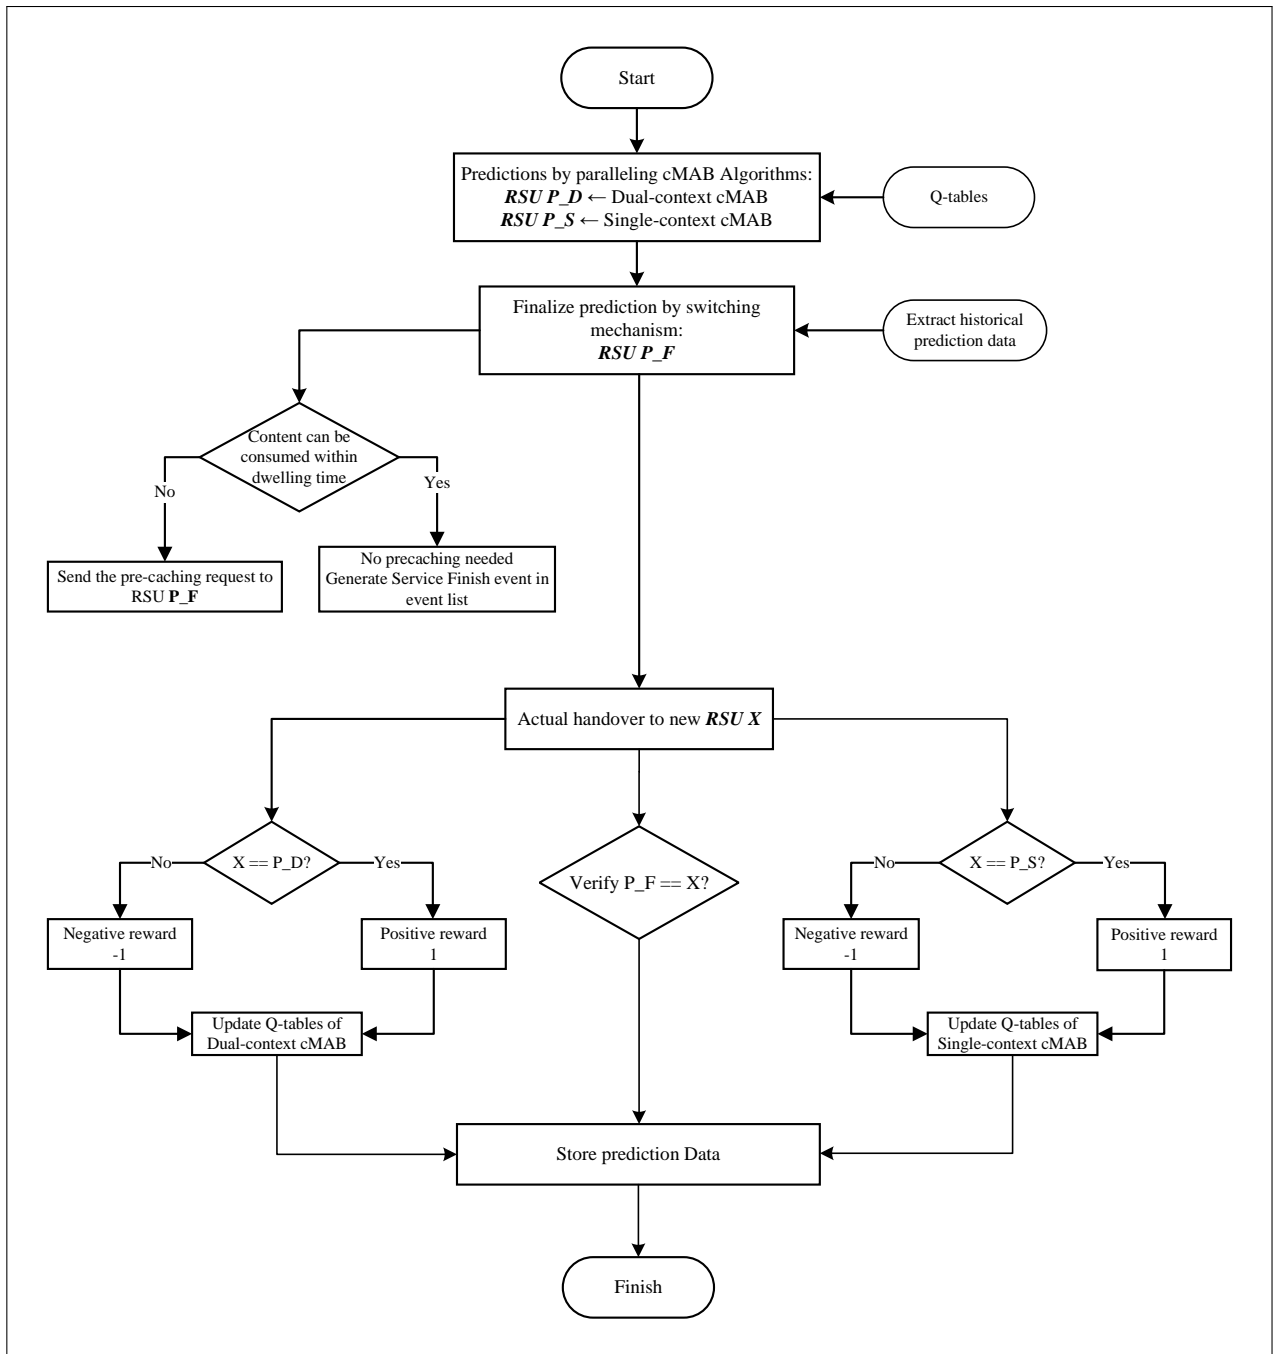 Start
Predictions by paralleling cMAB Algorithms:
RSU P_D ← Dual-context cMAB
RSU P_S ← Single-context cMAB
Q-tables
Finalize prediction by switching
mechanism:
RSU P_F
Extract historical
prediction data
Content can be
consumed within
dwelling time
No
Yes
Send the pre-caching request to
RSU P_F
No precaching needed
Generate Service Finish event in
event list
Actual handover to new RSU X
No
X == P_D?
Yes
Verify P_F == X?
No
X == P_S?
Yes
Negative reward
-1
Positive reward
1
Negative reward
-1
Positive reward
1
Update Q-tables of
Dual-context cMAB
Update Q-tables of
Single-context cMAB
Store prediction Data
Finish